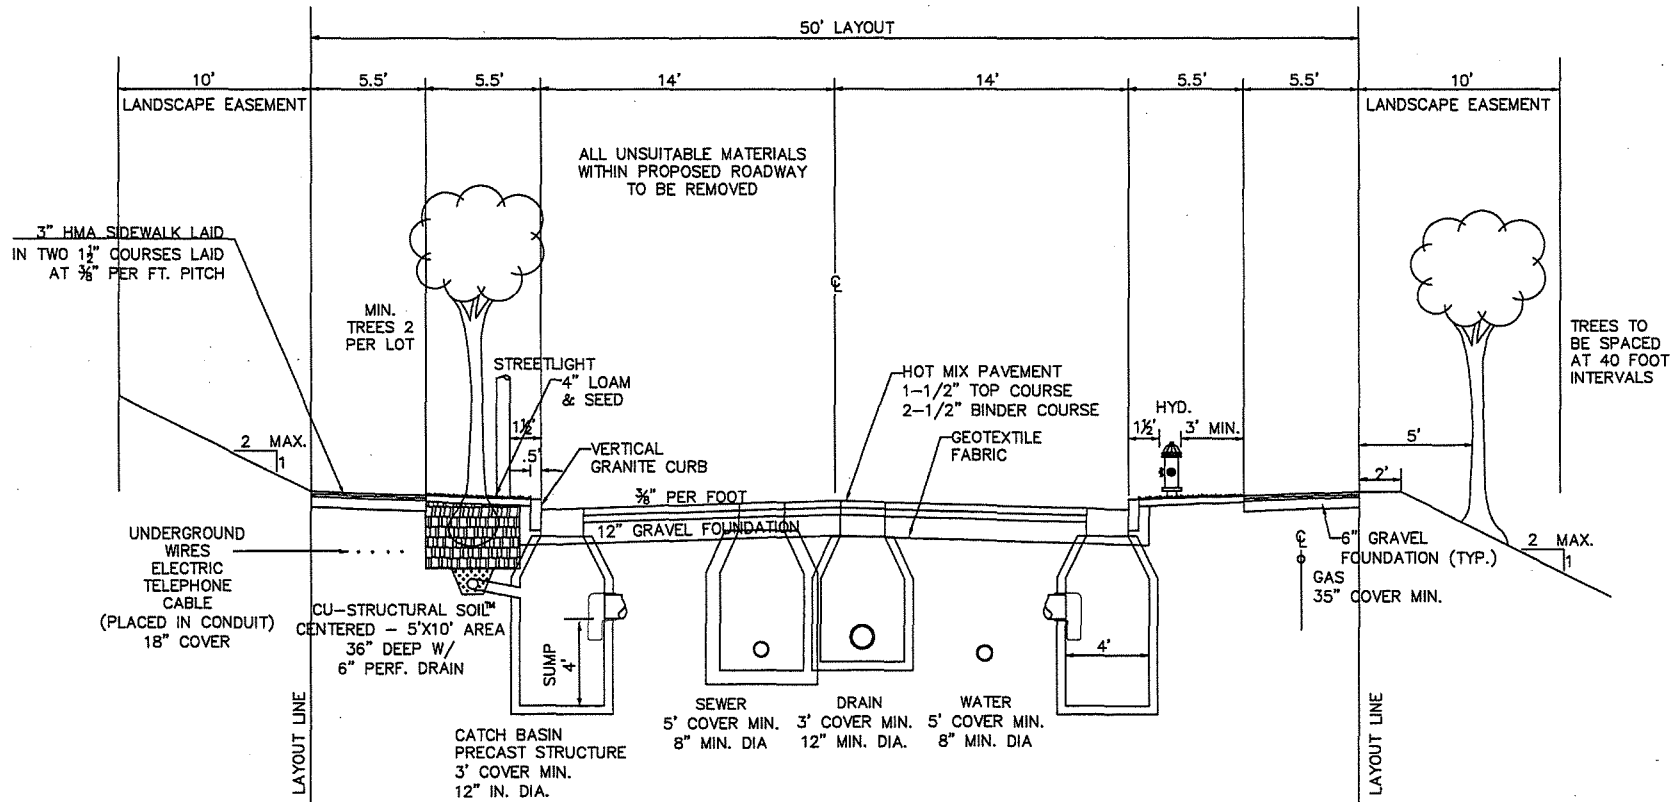 50' LAYOUT
10'
5.5'
5.5'
14'
14'
5.5'
5.5'
10'
LANDSCAPE EASEMENT
LANDSCAPE EASEMENT
ALL UNSUITABLE MATERIALS
WITHIN PROPOSED ROADWAY
TO BE REMOVED
3" HMA SIDEWALK LAID
IN TWO 1½" COURSES LAID
AT ⅜" PER FT. PITCH
MIN.
TREES 2
PER LOT
STREETLIGHT
4" LOAM
& SEED
1½'
.5'
VERTICAL
GRANITE CURB
℄
HOT MIX PAVEMENT
1-1/2" TOP COURSE
2-1/2" BINDER COURSE
GEOTEXTILE
FABRIC
HYD.
1½'
3' MIN.
5'
2'
TREES TO
BE SPACED
AT 40 FOOT
INTERVALS
2 MAX.
1
⅜" PER FOOT
12" GRAVEL FOUNDATION
UNDERGROUND
WIRES
ELECTRIC
TELEPHONE
CABLE
(PLACED IN CONDUIT)
18" COVER
CU-STRUCTURAL SOIL™
CENTERED - 5'X10' AREA
36" DEEP W/
6" PERF. DRAIN
SUMP
4'
4'
℄
GAS
35" COVER MIN.
6" GRAVEL
FOUNDATION (TYP.)
2 MAX.
1
LAYOUT LINE
CATCH BASIN
PRECAST STRUCTURE
3' COVER MIN.
12" IN. DIA.
SEWER
5' COVER MIN.
8" MIN. DIA
DRAIN
3' COVER MIN.
12" MIN. DIA.
WATER
5' COVER MIN.
8" MIN. DIA
LAYOUT LINE